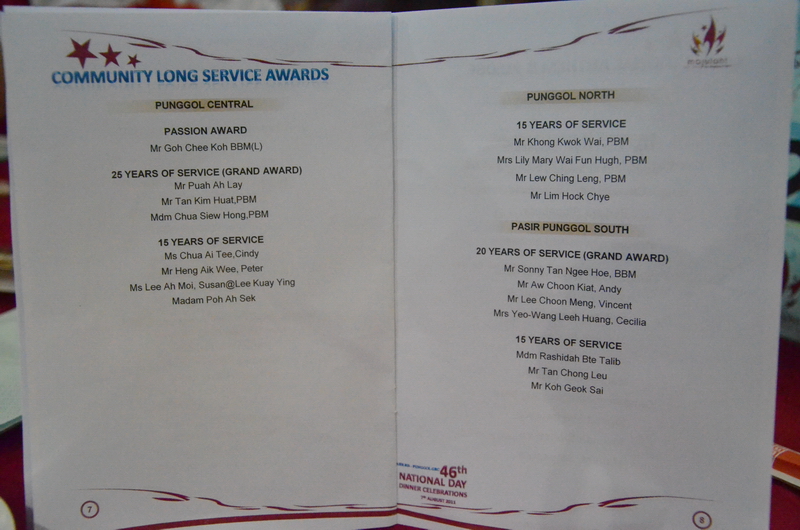 COMMUNITY LONG SERVICE AWARDS
PUNGGOL CENTRAL
PASSION AWARD
Mr Goh Chee Koh BBM(L)
25 YEARS OF SERVICE (GRAND AWARD)
Mr Puah Ah Lay
Mr Tan Kim Huat,PBM
Mdm Chua Siew Hong,PBM
15 YEARS OF SERVICE
Ms Chua Ai Tee,Cindy
Mr Heng Aik Wee, Peter
Ms Lee Ah Moi, Susan@Lee Kuay Ying
Madam Poh Ah Sek
7
PUNGGOL NORTH
15 YEARS OF SERVICE
Mr Khong Kwok Wai, PBM
Mrs Lily Mary Wai Fun Hugh, PBM
Mr Lew Ching Leng, PBM
Mr Lim Hock Chye
PASIR PUNGGOL SOUTH
20 YEARS OF SERVICE (GRAND AWARD)
Mr Sonny Tan Ngee Hoe, BBM
Mr Aw Choon Kiat, Andy
Mr Lee Choon Meng, Vincent
Mrs Yeo-Wang Leeh Huang, Cecilia
15 YEARS OF SERVICE
Mdm Rashidah Bte Talib
Mr Tan Chong Leu
Mr Koh Geok Sai
46th
NATIONAL DAY
DINNER CELEBRATIONS
7th AUGUST 2011
8